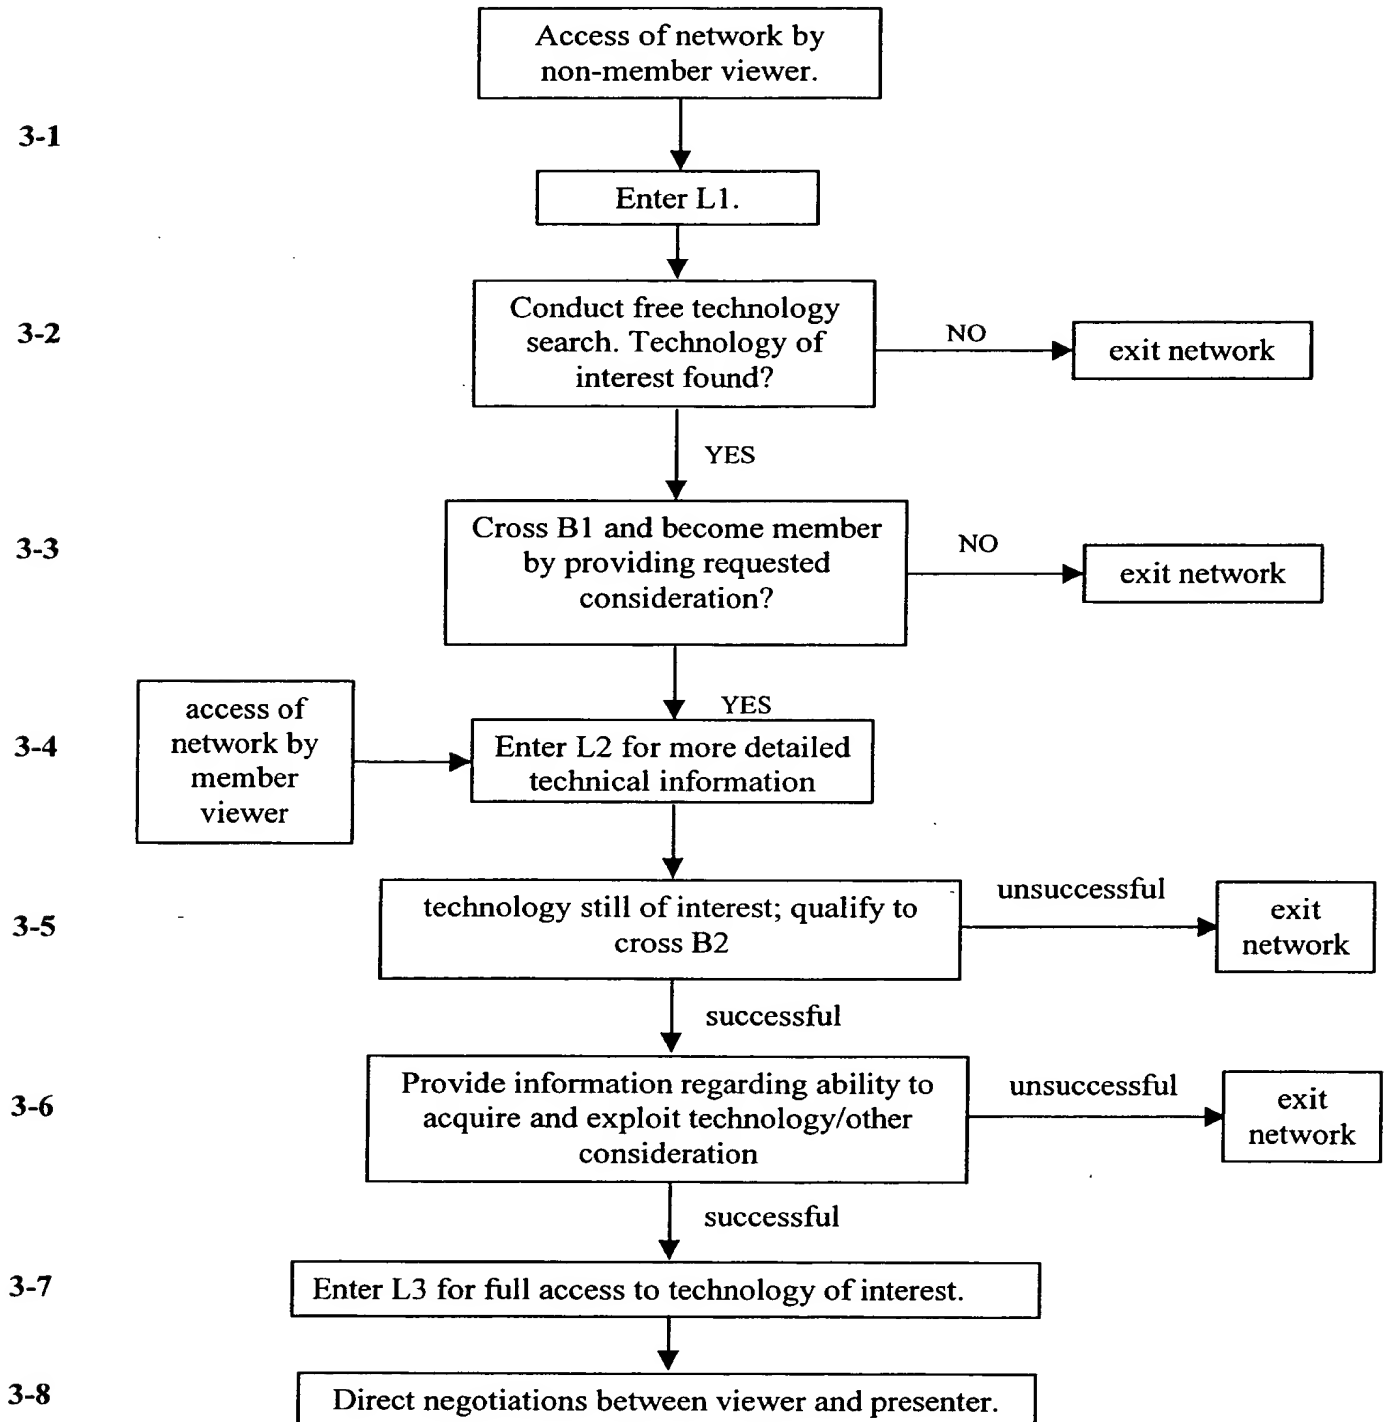 Access of network by
non-member viewer.
3-1
Enter L1.
3-2
Conduct free technology
search. Technology of
interest found?
NO
exit network
YES
3-3
Cross B1 and become member
by providing requested
consideration?
NO
exit network
YES
3-4
access of
network by
member
viewer
Enter L2 for more detailed
technical information
3-5
technology still of interest; qualify to
cross B2
unsuccessful
exit
network
successful
3-6
Provide information regarding ability to
acquire and exploit technology/other
consideration
unsuccessful
exit
network
successful
3-7
Enter L3 for full access to technology of interest.
3-8
Direct negotiations between viewer and presenter.